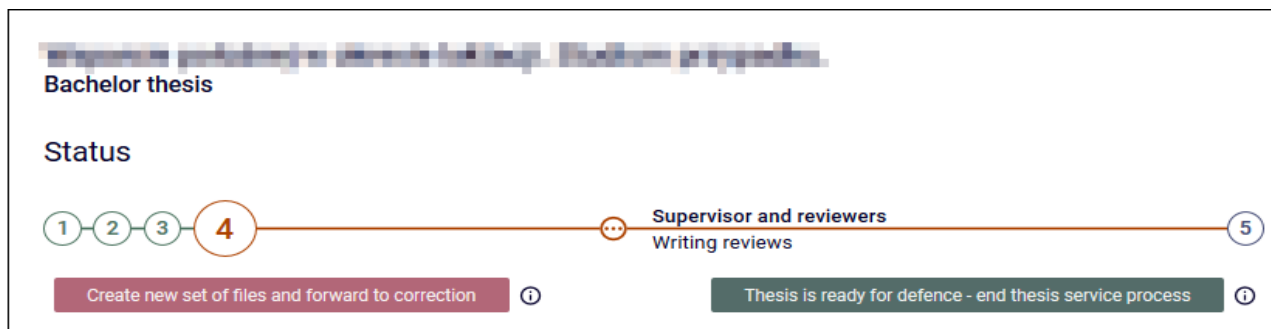 Bachelor thesis
Status
1 2 3 4 Supervisor and reviewers 5
Writing reviews
Create new set of files and forward to correction
Thesis is ready for defence - end thesis service process